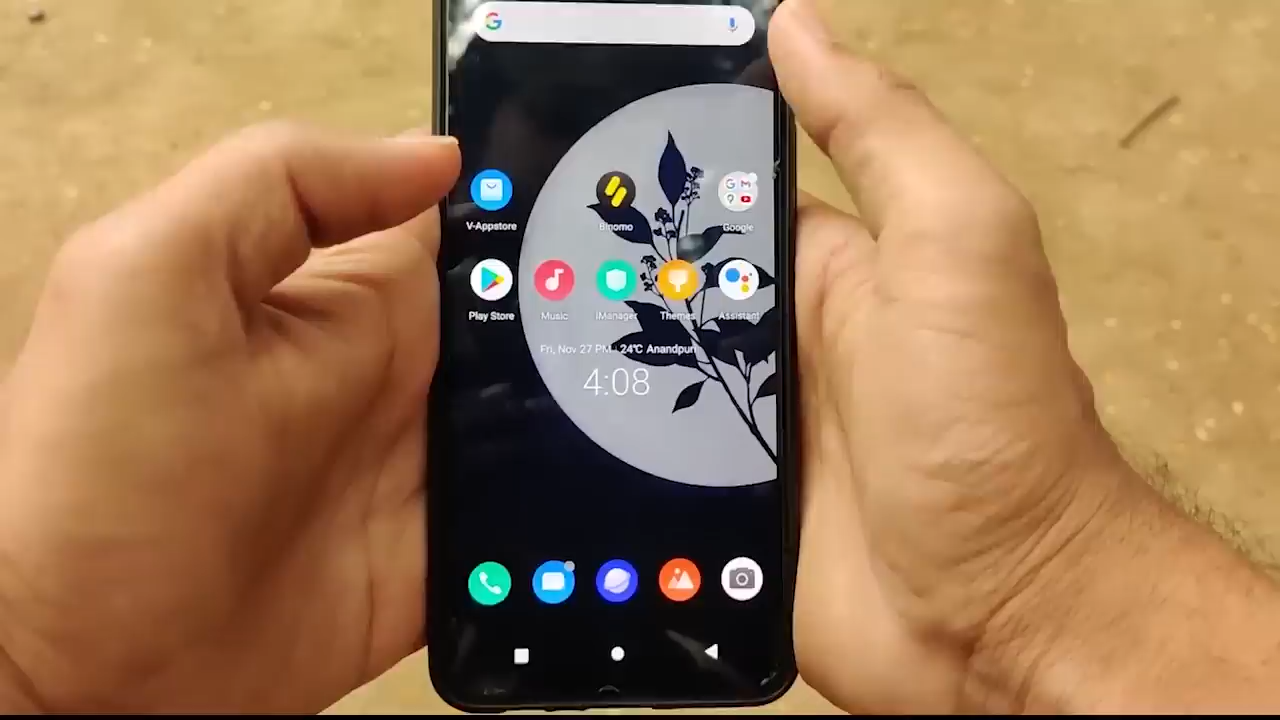 V-Appstore
Binomo
Google
Play Store
Music
iManager
Themes
Assistant
Fri, Nov 27 PM 24℃ Anandpur
4:08